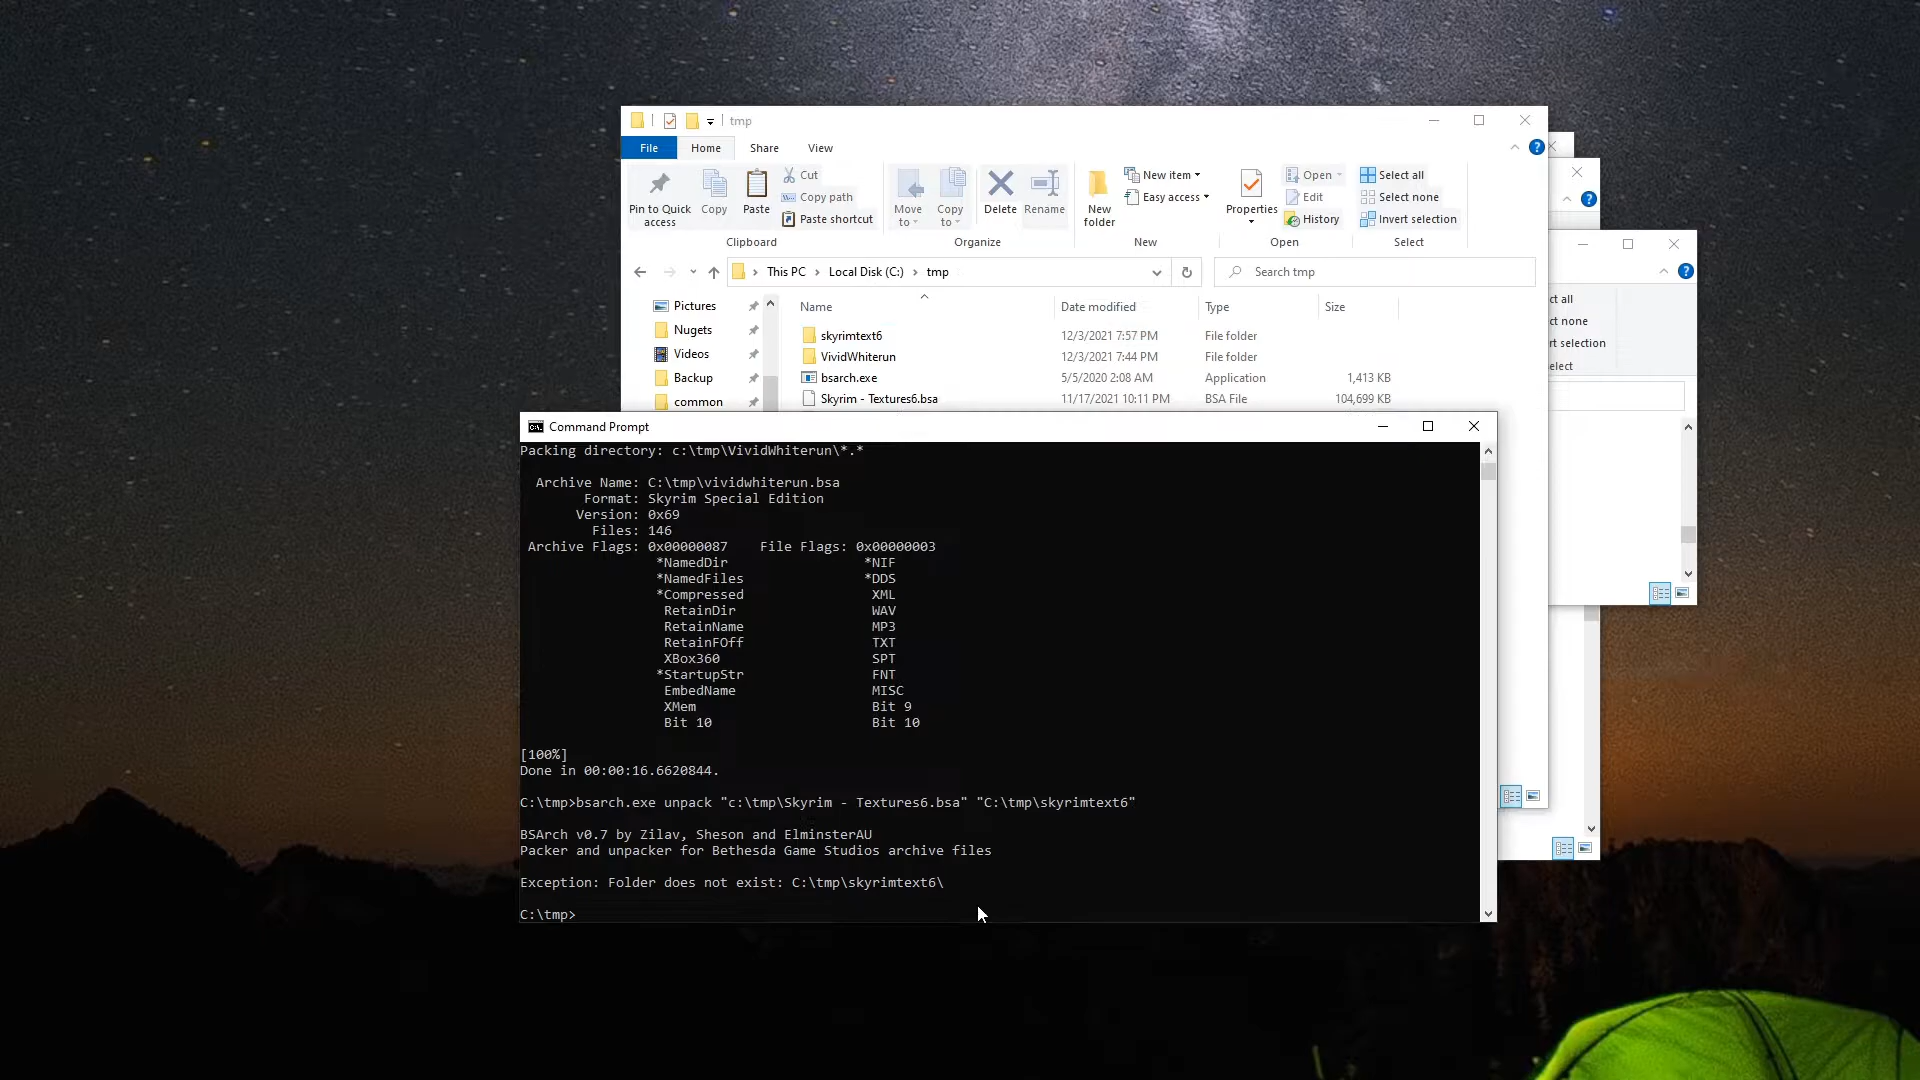 tmp
File Home Share View
Pin to Quick access
Copy
Paste
Cut
Copy path
Paste shortcut
Clipboard
Move to
Copy to
Delete
Rename
Organize
New folder
New item
Easy access
New
Properties
Open
Edit
History
Open
Select all
Select none
Invert selection
Select
This PC › Local Disk (C:) › tmp
Search tmp
Pictures
Nugets
Videos
Backup
common
Name Date modified Type Size
skyrimtext6 12/3/2021 7:57 PM File folder
VividWhiterun 12/3/2021 7:44 PM File folder
bsarch.exe 5/5/2020 2:08 AM Application 1,413 KB
Skyrim - Textures6.bsa 11/17/2021 10:11 PM BSA File 104,699 KB
ct all
ct none
rt selection
elect
Command Prompt
Packing directory: c:\tmp\VividWhiterun\*.*
Archive Name: C:\tmp\vividwhiterun.bsa
Format: Skyrim Special Edition
Version: 0x69
Files: 146
Archive Flags: 0x00000087 File Flags: 0x00000003
*NamedDir *NIF
*NamedFiles *DDS
*Compressed XML
RetainDir WAV
RetainName MP3
RetainFOff TXT
XBox360 SPT
*StartupStr FNT
EmbedName MISC
XMem Bit 9
Bit 10 Bit 10
[100%]
Done in 00:00:16.6620844.
C:\tmp>bsarch.exe unpack "c:\tmp\Skyrim - Textures6.bsa" "C:\tmp\skyrimtext6"
BSArch v0.7 by Zilav, Sheson and ElminsterAU
Packer and unpacker for Bethesda Game Studios archive files
Exception: Folder does not exist: C:\tmp\skyrimtext6\
C:\tmp>